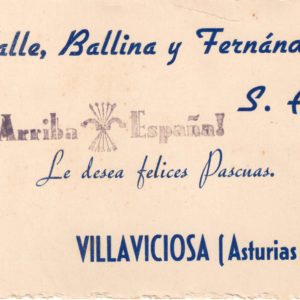 alle, Ballina y Fernánd
S. A
Arriba España!
Le desea felices Pascuas.
VILLAVICIOSA (Asturias